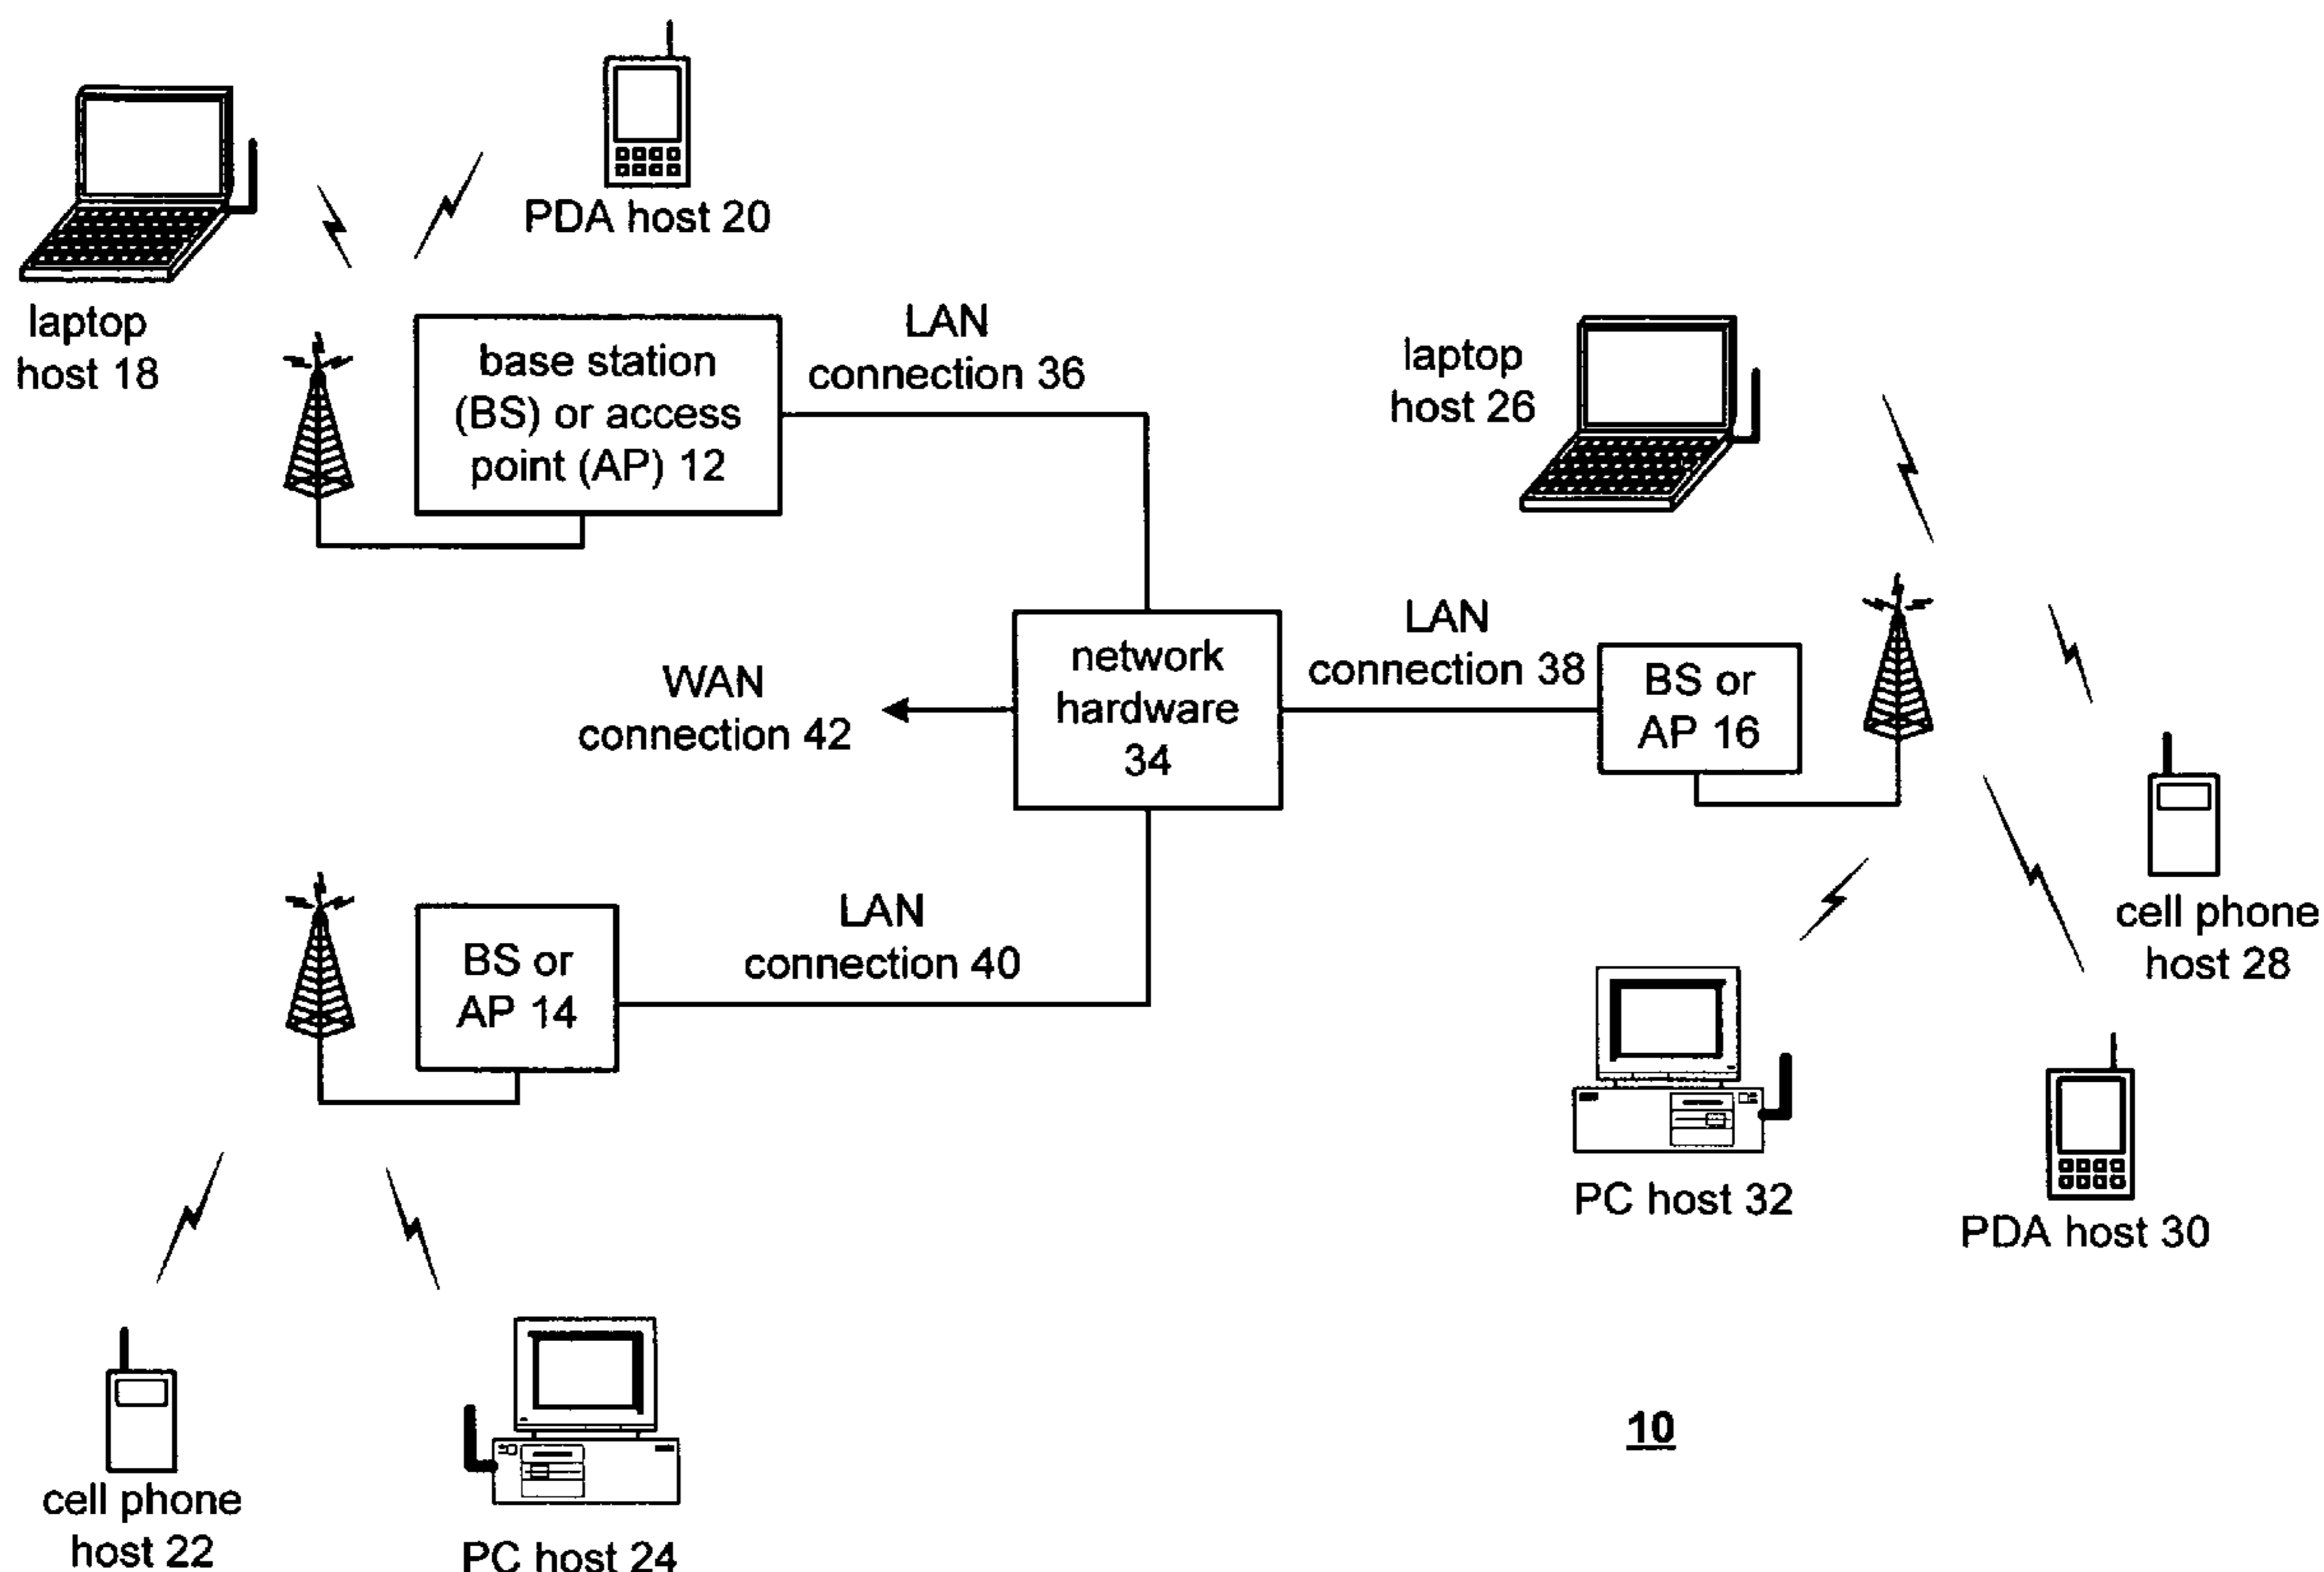 PDA host 20
laptop
host 18
base station
(BS) or access
point (AP) 12
LAN
connection 36
laptop
host 26
WAN
connection 42
network
hardware
34
LAN
connection 38
BS or
AP 16
cell phone
host 28
BS or
AP 14
LAN
connection 40
PC host 32
PDA host 30
10
cell phone
host 22
PC host 24